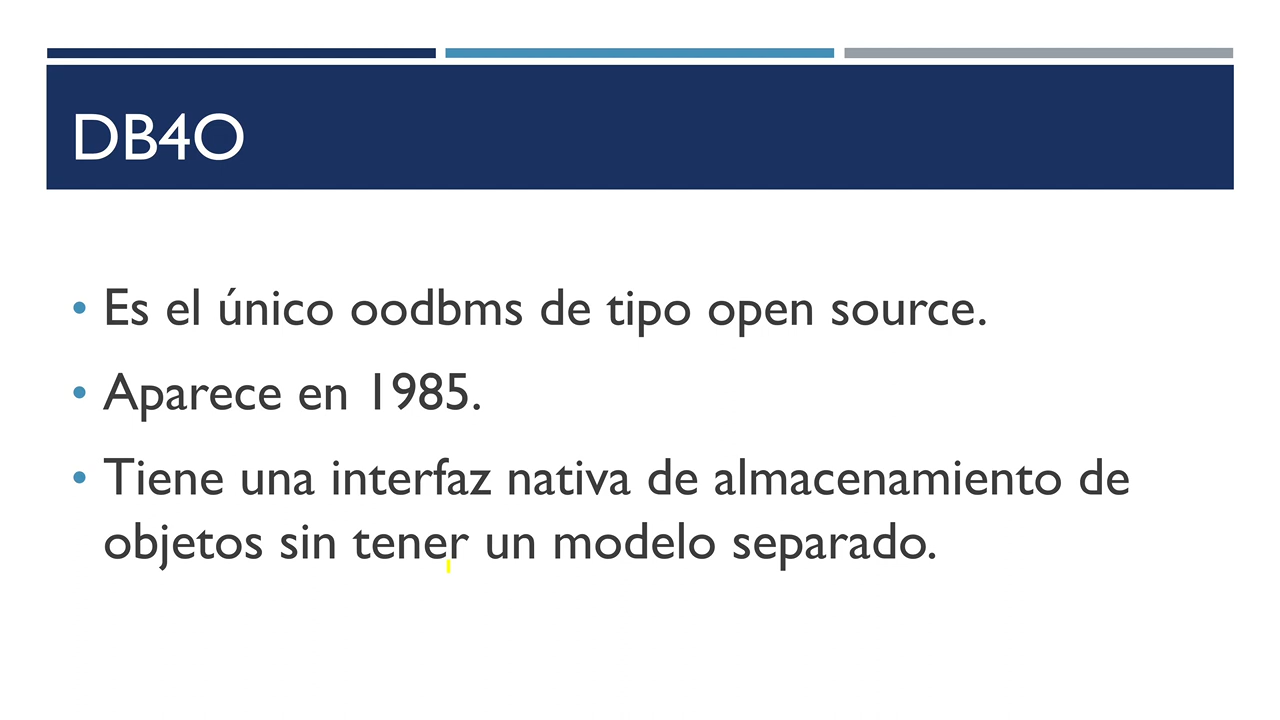 DB4O
• Es el único oodbms de tipo open source.
• Aparece en 1985.
• Tiene una interfaz nativa de almacenamiento de
objetos sin tener un modelo separado.